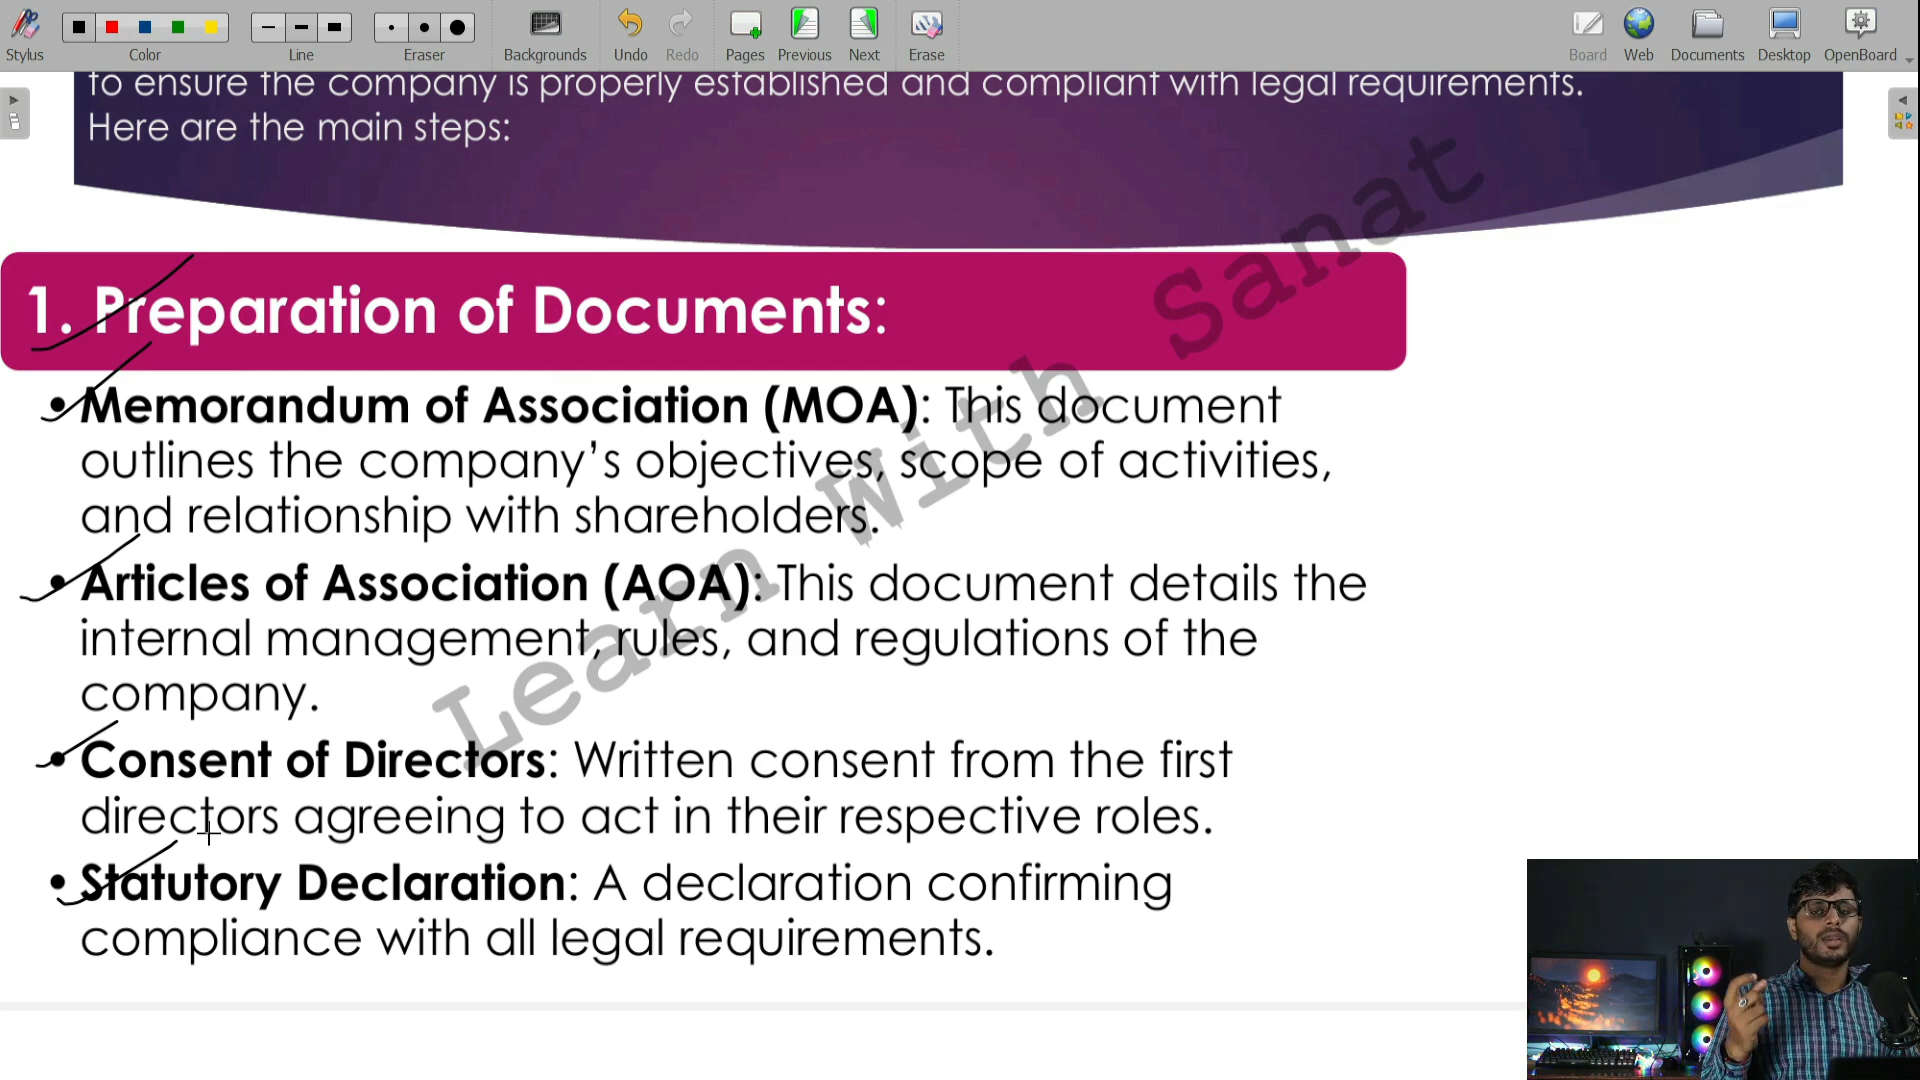 Stylus
Color
Line
Eraser
Backgrounds
Undo
Redo
Pages
Previous
Next
Erase
Board
Web
Documents
Desktop
OpenBoard
to ensure the company is properly established and compliant with legal requirements.
Here are the main steps:
1. Preparation of Documents:
• Memorandum of Association (MOA): This document
outlines the company’s objectives, scope of activities,
and relationship with shareholders.
• Articles of Association (AOA): This document details the
internal management, rules, and regulations of the
company.
• Consent of Directors: Written consent from the first
directors agreeing to act in their respective roles.
• Statutory Declaration: A declaration confirming
compliance with all legal requirements.
Learn With Sanat